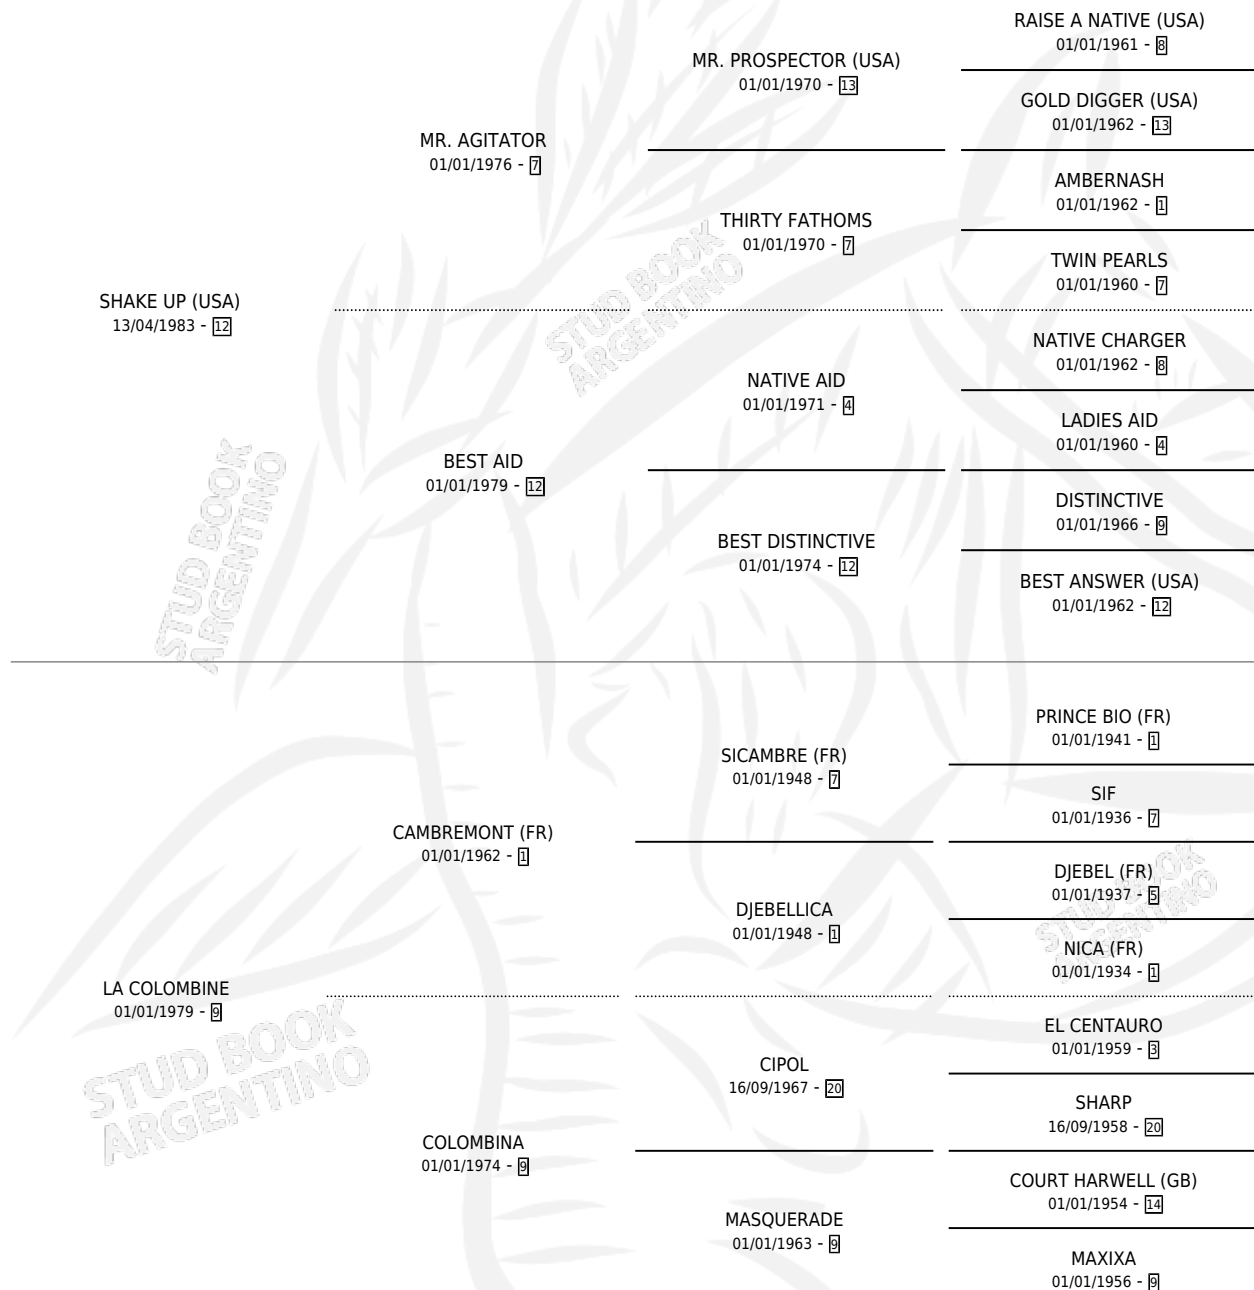 RAISE A NATIVE (USA)
01/01/1961 - 8
MR. PROSPECTOR (USA)
01/01/1970 - 13
GOLD DIGGER (USA)
01/01/1962 - 13
MR. AGITATOR
01/01/1976 - 7
AMBERNASH
01/01/1962 - 1
THIRTY FATHOMS
01/01/1970 - 7
TWIN PEARLS
01/01/1960 - 7
SHAKE UP (USA)
13/04/1983 - 12
NATIVE CHARGER
01/01/1962 - 8
NATIVE AID
01/01/1971 - 4
LADIES AID
01/01/1960 - 4
BEST AID
01/01/1979 - 12
DISTINCTIVE
01/01/1966 - 9
BEST DISTINCTIVE
01/01/1974 - 12
BEST ANSWER (USA)
01/01/1962 - 12
STUD BOOK
ARGENTINO
STUD BOOK
ARGENTINO
PRINCE BIO (FR)
01/01/1941 - 1
SICAMBRE (FR)
01/01/1948 - 7
SIF
01/01/1936 - 7
CAMBREMONT (FR)
01/01/1962 - 1
DJEBEL (FR)
01/01/1937 - 5
DJEBELLICA
01/01/1948 - 1
NICA (FR)
01/01/1934 - 1
LA COLOMBINE
01/01/1979 - 9
EL CENTAURO
01/01/1959 - 3
CIPOL
16/09/1967 - 20
SHARP
16/09/1958 - 20
COLOMBINA
01/01/1974 - 9
COURT HARWELL (GB)
01/01/1954 - 14
MASQUERADE
01/01/1963 - 9
MAXIXA
01/01/1956 - 9
STUD BOOK
ARGENTINO
STUD BOOK
ARGENTINO